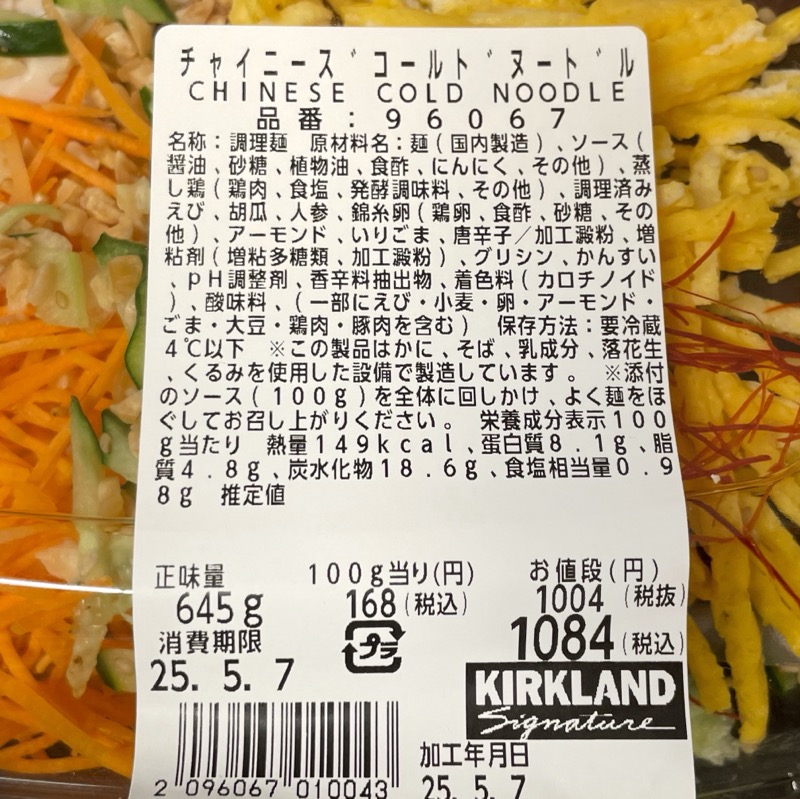 チャイニーズ コールド ヌードル
CHINESE COLD NOODLE
品番：96067
名称：調理麺　原材料名：麺(国内製造)、ソース(
醤油、砂糖、植物油、食酢、にんにく、その他)、蒸
し鶏(鶏肉、食塩、発酵調味料、その他)、調理済み
えび、胡瓜、人参、錦糸卵(鶏卵、食酢、砂糖、その
他)、アーモンド、いりごま、唐辛子／加工澱粉、増
粘剤(増粘多糖類、加工澱粉)、グリシン、かんすい
、pH調整剤、香辛料抽出物、着色料(カロチノイド
)、酸味料、(一部にえび・小麦・卵・アーモンド・
ごま・大豆・鶏肉・豚肉を含む)　保存方法：要冷蔵
4℃以下　※この製品はかに、そば、乳成分、落花生
、くるみを使用した設備で製造しています。　※添付
のソース(100g)を全体に回しかけ、よく麺をほ
ぐしてお召し上がりください。　栄養成分表示100
g当たり　熱量149kcal、蛋白質8.1g、脂
質4.8g、炭水化物18.6g、食塩相当量0.9
8g　推定値
正味量　100g当り(円)　お値段(円)
645g　168(税込)　1004(税抜)
消費期限　プラ　1084(税込)
25.5.7
KIRKLAND
Signature
加工年月日
2 096067 010043　25.5.7